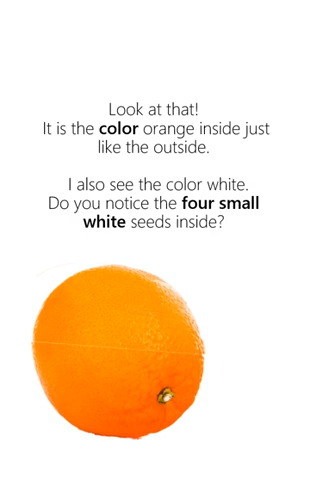 Look at that!
It is the color orange inside just
like the outside.
I also see the color white.
Do you notice the four small
white seeds inside?